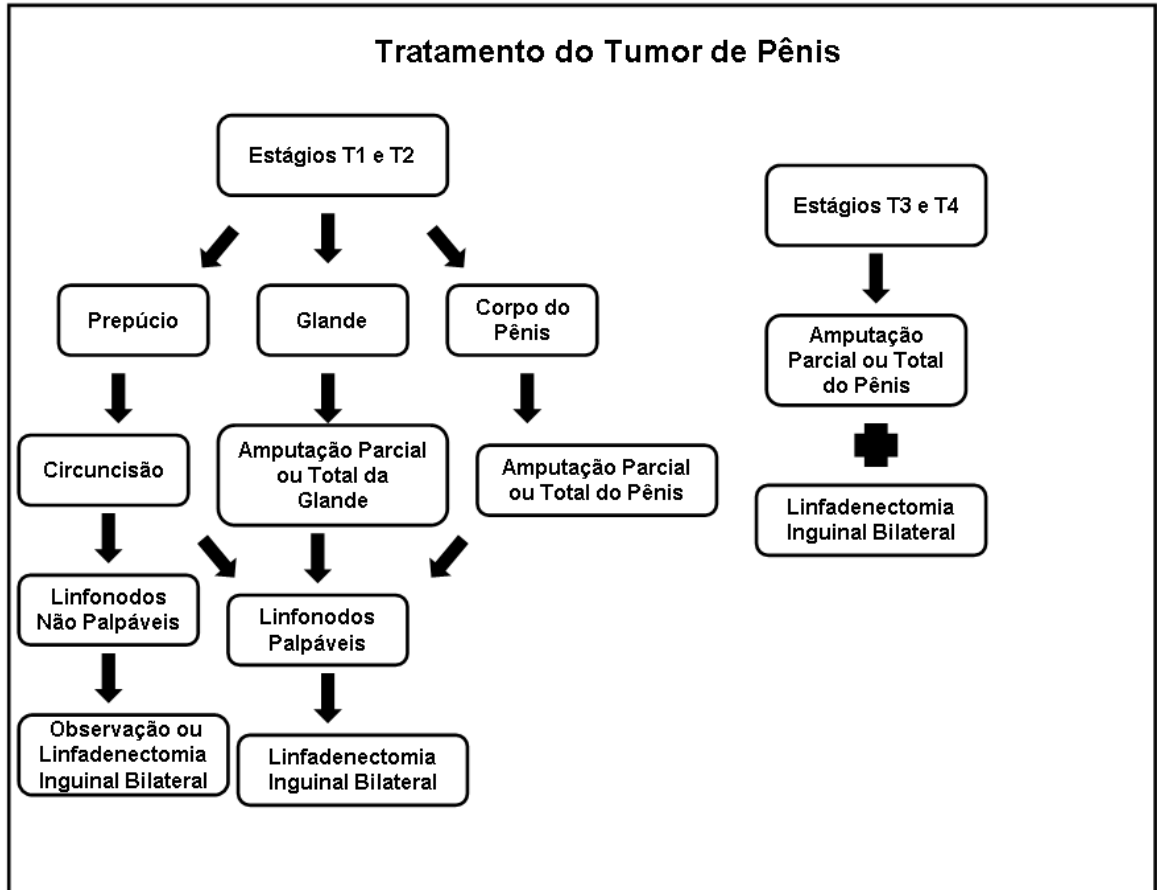 Tratamento do Tumor de Pênis
Estágios T1 e T2
Estágios T3 e T4
Prepúcio
Glande
Corpo do
Pênis
Amputação
Parcial ou Total
do Pênis
Circuncisão
Amputação Parcial
ou Total da
Glande
Amputação Parcial
ou Total do Pênis
Linfadenectomia
Inguinal Bilateral
Linfonodos
Não Palpáveis
Linfonodos
Palpáveis
Observação ou
Linfadenectomia
Inguinal Bilateral
Linfadenectomia
Inguinal Bilateral